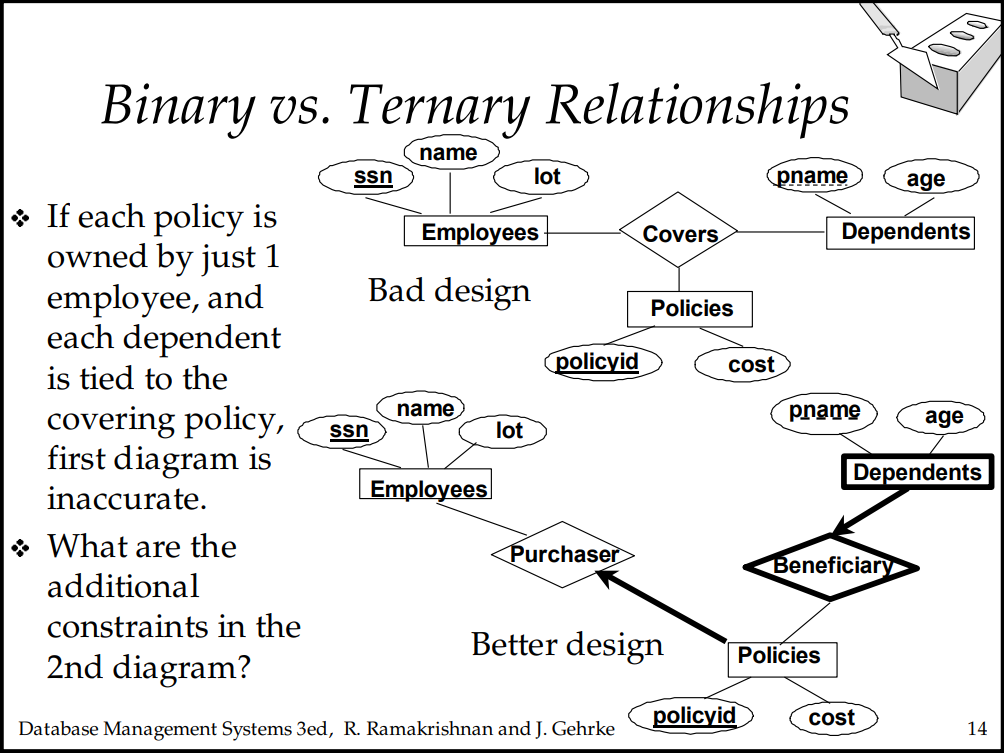 Binary vs. Ternary Relationships
❖ If each policy is
owned by just 1
employee, and
each dependent
is tied to the
covering policy,
first diagram is
inaccurate.
❖ What are the
additional
constraints in the
2nd diagram?
name
ssn
lot
Employees
Covers
pname
age
Dependents
Bad design
Policies
policyid
cost
name
ssn
lot
Employees
Purchaser
pname
age
Dependents
Beneficiary
Better design
Policies
policyid
cost
Database Management Systems 3ed, R. Ramakrishnan and J. Gehrke
14